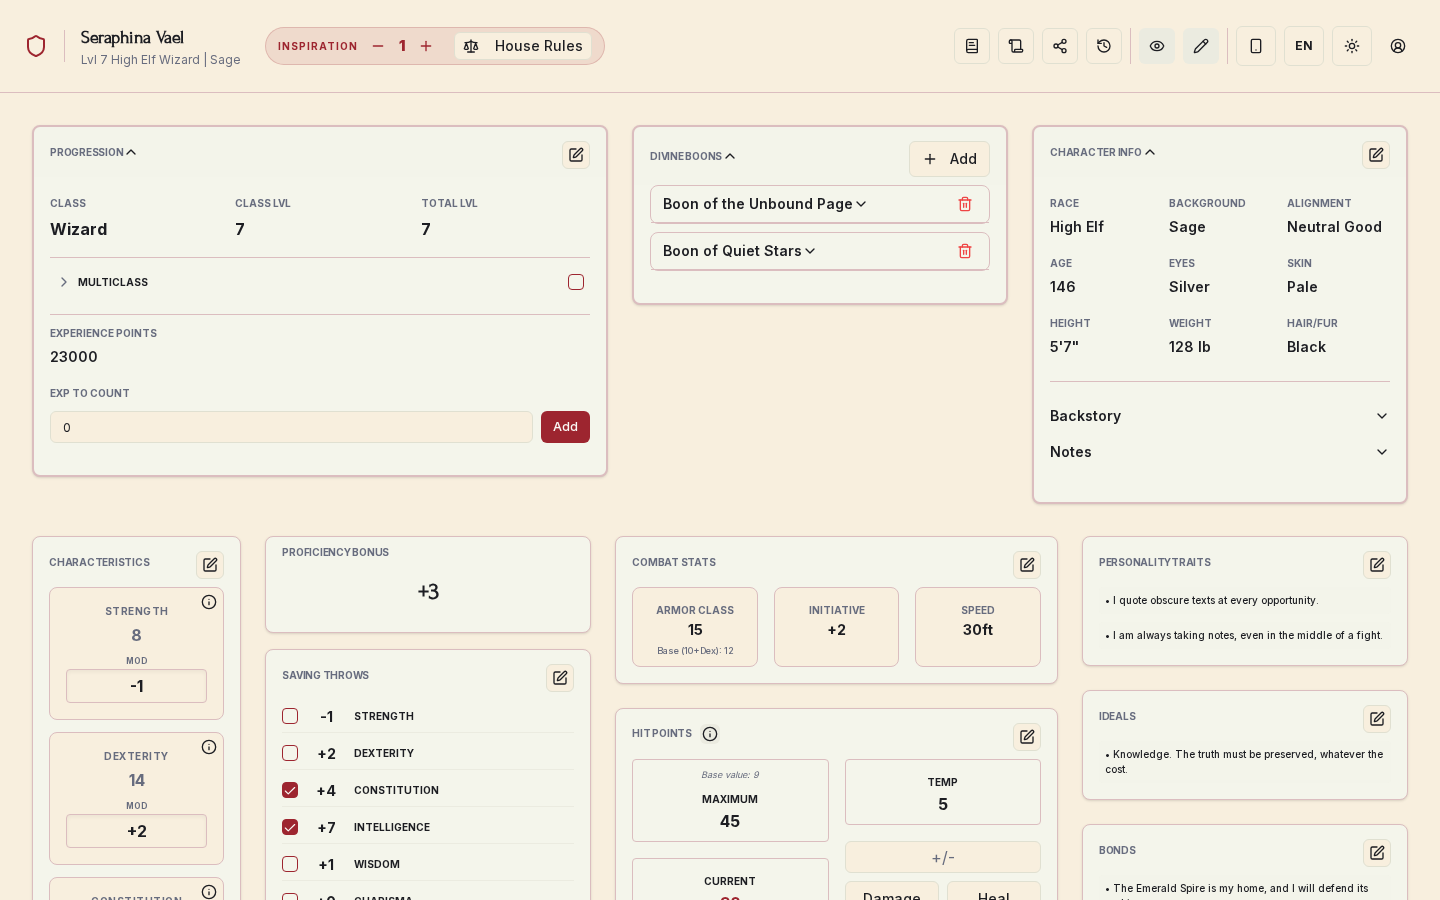 Seraphina Vael
Lvl 7 High Elf Wizard | Sage
INSPIRATION 1 House Rules
EN
PROGRESSION
CLASS CLASS LVL TOTAL LVL
Wizard 7 7
MULTICLASS
EXPERIENCE POINTS
23000
EXP TO COUNT
0 Add
DIVINE BOONS Add
Boon of the Unbound Page
Boon of Quiet Stars
CHARACTER INFO
RACE BACKGROUND ALIGNMENT
High Elf Sage Neutral Good
AGE EYES SKIN
146 Silver Pale
HEIGHT WEIGHT HAIR/FUR
5'7" 128 lb Black
Backstory
Notes
CHARACTERISTICS
STRENGTH
8
MOD
-1
DEXTERITY
14
MOD
+2
CONSTITUTION
PROFICIENCY BONUS
+3
SAVING THROWS
-1 STRENGTH
+2 DEXTERITY
+4 CONSTITUTION
+7 INTELLIGENCE
+1 WISDOM
CHARISMA
COMBAT STATS
ARMOR CLASS
15
Base (10+Dex): 12
INITIATIVE
+2
SPEED
30ft
HIT POINTS
Base value: 9
MAXIMUM
45
CURRENT
TEMP
5
+/-
Damage Heal
PERSONALITY TRAITS
• I quote obscure texts at every opportunity.
• I am always taking notes, even in the middle of a fight.
IDEALS
• Knowledge. The truth must be preserved, whatever the
cost.
BONDS
• The Emerald Spire is my home, and I will defend its